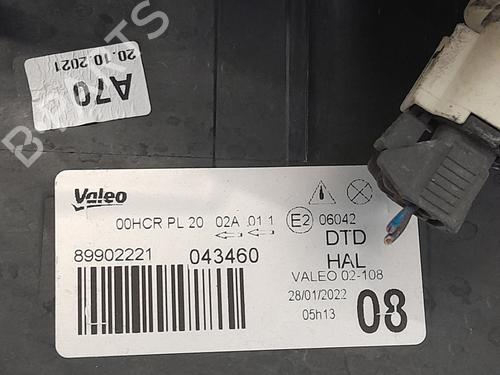 A70
20.10.2021
Valeo
00HCR PL 20 02A .01 1 E2 06042
DTD
HAL
89902221 043460
VALEO 02-108
28/01/2022
05h13
08